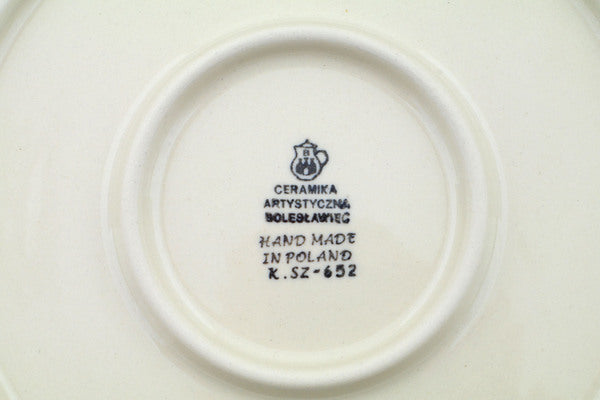 B
CERAMIKA
ARTYSTYCZNA
BOLESŁAWIEC
HAND MADE
IN POLAND
K.SZ-652